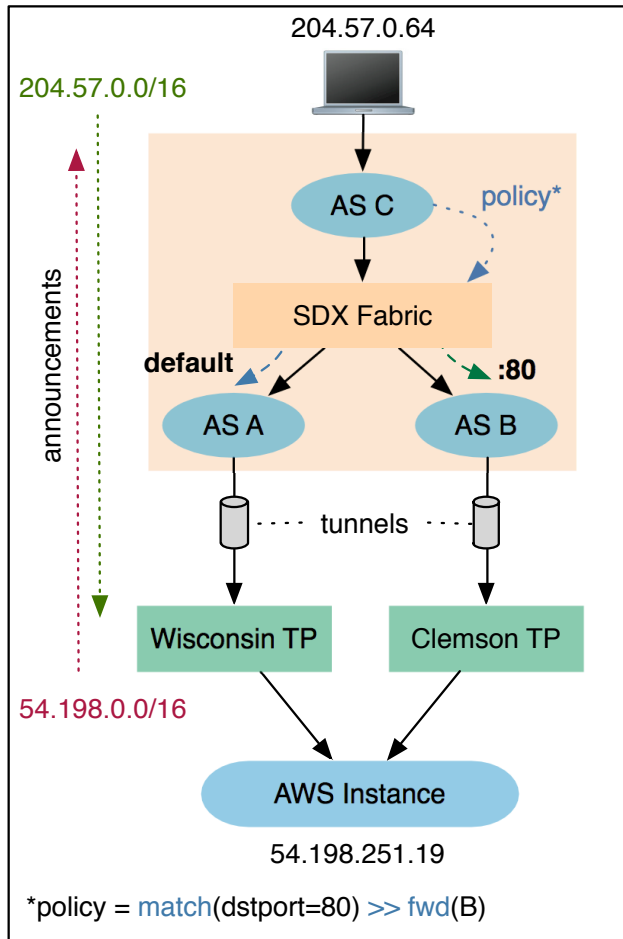 204.57.0.64
204.57.0.0/16
AS C
policy*
SDX Fabric
announcements
default
:80
AS A
AS B
tunnels
Wisconsin TP
Clemson TP
54.198.0.0/16
AWS Instance
54.198.251.19
*policy = match(dstport=80) >> fwd(B)